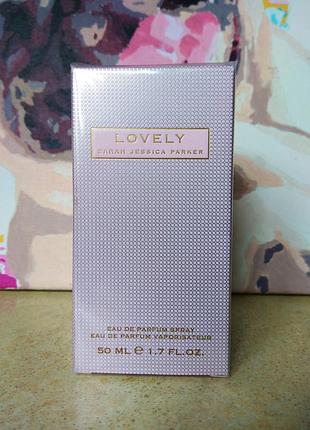 LOVELY
SARAH JESSICA PARKER
EAU DE PARFUM SPRAY
EAU DE PARFUM VAPORISATEUR
50 ML ℮ 1.7 FL.OZ.